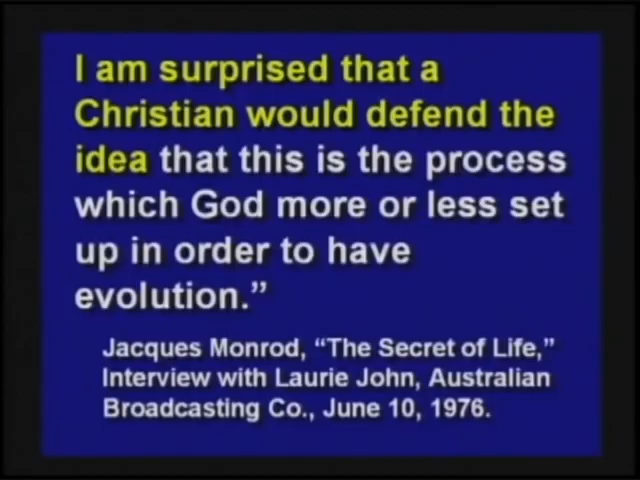 I am surprised that a
Christian would defend the
idea that this is the process
which God more or less set
up in order to have
evolution.”
Jacques Monrod, “The Secret of Life,”
Interview with Laurie John, Australian
Broadcasting Co., June 10, 1976.